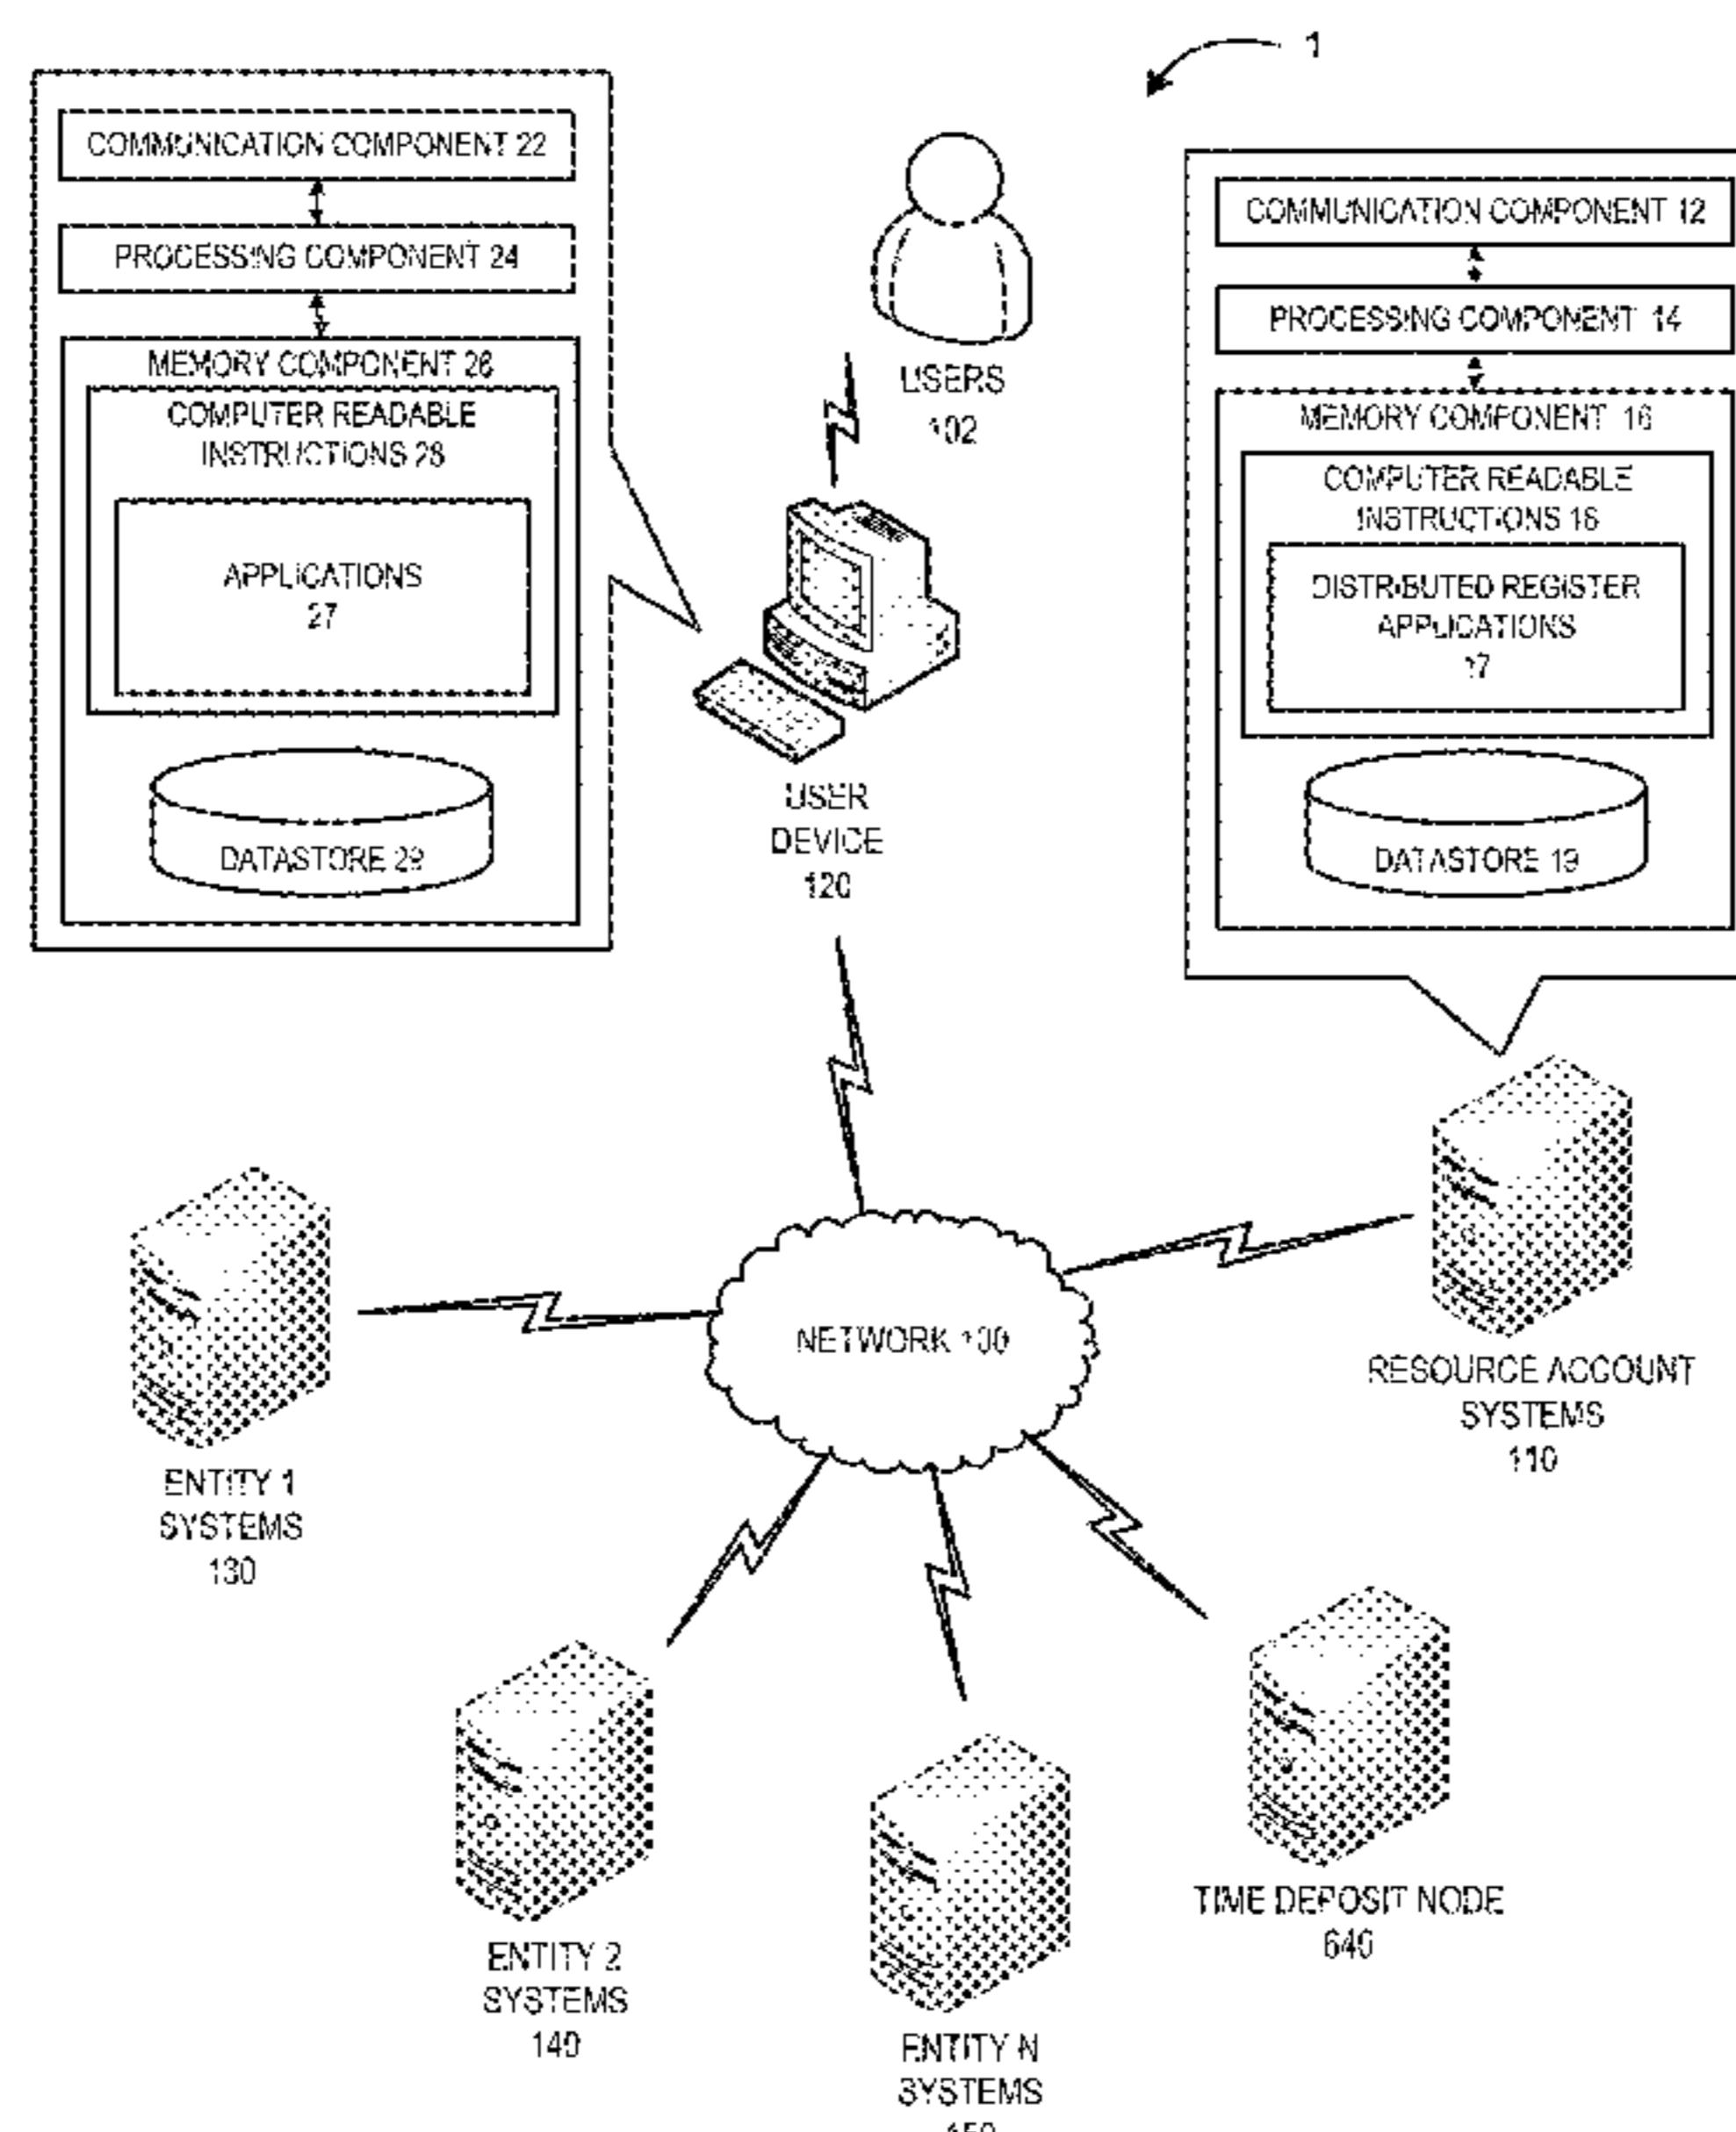 1
COMMUNICATION COMPONENT 22
PROCESSING COMPONENT 24
MEMORY COMPONENT 26
COMPUTER READABLE
INSTRUCTIONS 28
APPLICATIONS
27
DATASTORE 29
USERS
102
USER
DEVICE
120
COMMUNICATION COMPONENT 12
PROCESSING COMPONENT 14
MEMORY COMPONENT 16
COMPUTER READABLE
INSTRUCTIONS 18
DISTRIBUTED REGISTER
APPLICATIONS
17
DATASTORE 19
NETWORK 100
RESOURCE ACCOUNT
SYSTEMS
110
ENTITY 1
SYSTEMS
130
ENTITY 2
SYSTEMS
140
ENTITY N
SYSTEMS
150
TIME DEPOSIT NODE
640